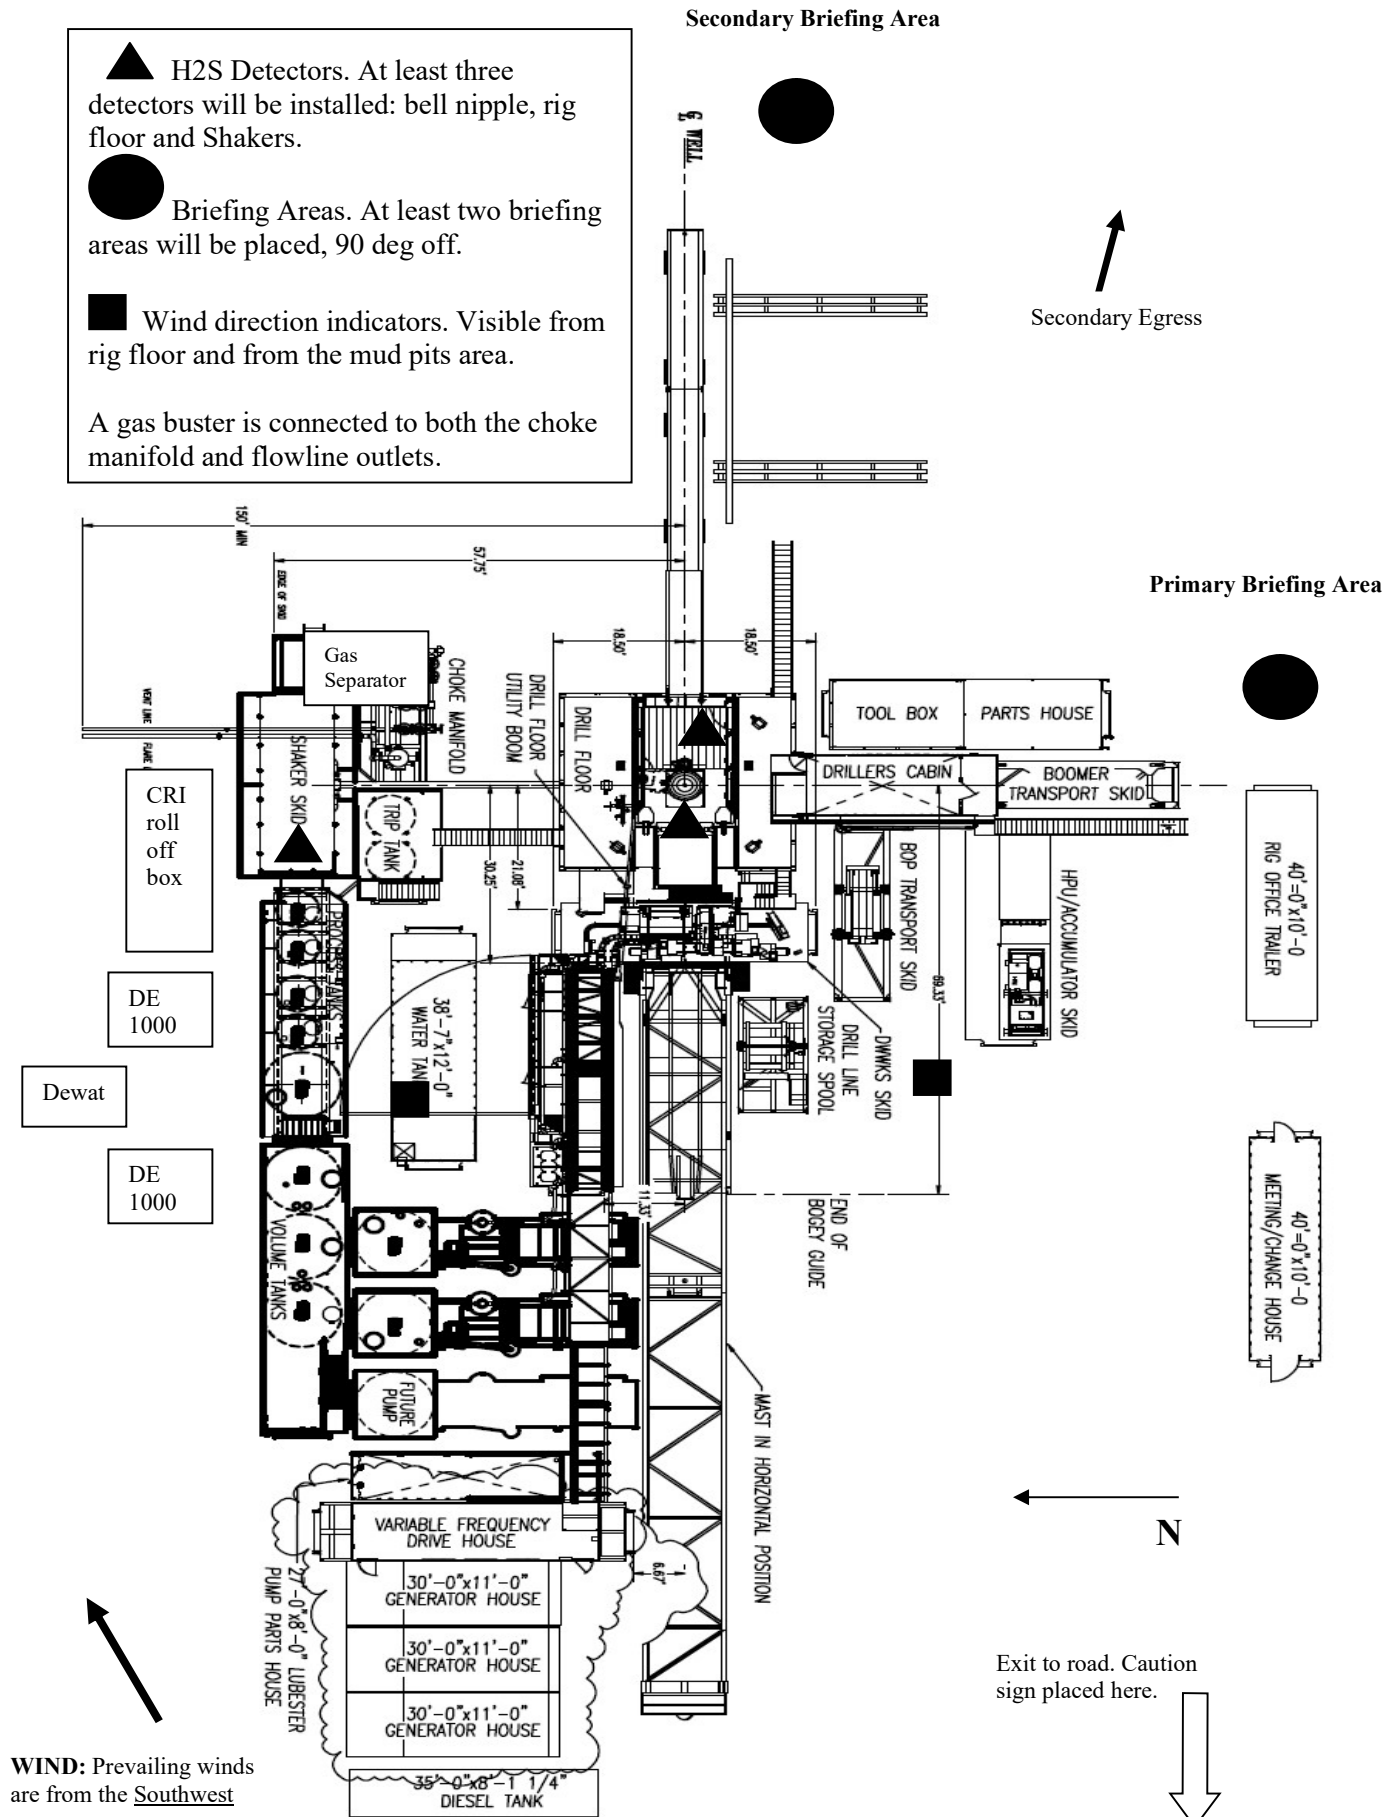 Secondary Briefing Area
H2S Detectors. At least three
detectors will be installed: bell nipple, rig
floor and Shakers.
Briefing Areas. At least two briefing
areas will be placed, 90 deg off.
Wind direction indicators. Visible from
rig floor and from the mud pits area.
A gas buster is connected to both the choke
manifold and flowline outlets.
WELL
Secondary Egress
150' MIN
57.75'
EDGE OF SKID
Primary Briefing Area
18.50'
18.50'
Gas
Separator
CHOKE MANIFOLD
DRILL FLOOR
UTILITY BOOM
DRILL FLOOR
TOOL BOX
PARTS HOUSE
VENT LINE
SHAKER SKID
DRILLERS CABIN
BOOMER
TRANSPORT SKID
CRI
roll
off
box
TRIP
TANK
30.25'
21.08'
BOP TRANSPORT SKID
HPU/ACCUMULATOR SKID
40'=0"x10'-0
RIG OFFICE TRAILER
PROCESS TANKS
DE
1000
38'-7"x12'-0"
WATER TANK
DRILL LINE
STORAGE SPOOL
DWWKS SKID
69.33'
Dewat
DE
1000
VOLUME TANKS
11.33'
END OF
BOGEY GUIDE
40'=0"x10'-0
MEETING/CHANGE HOUSE
FUTURE
PUMP
MAST IN HORIZONTAL POSITION
VARIABLE FREQUENCY
DRIVE HOUSE
N
6.67'
27'-0"x8'-0" LUBESTER
PUMP PARTS HOUSE
30'-0"x11'-0"
GENERATOR HOUSE
30'-0"x11'-0"
GENERATOR HOUSE
30'-0"x11'-0"
GENERATOR HOUSE
Exit to road. Caution
sign placed here.
WIND: Prevailing winds
are from the Southwest
35'-0"x8'-1 1/4"
DIESEL TANK